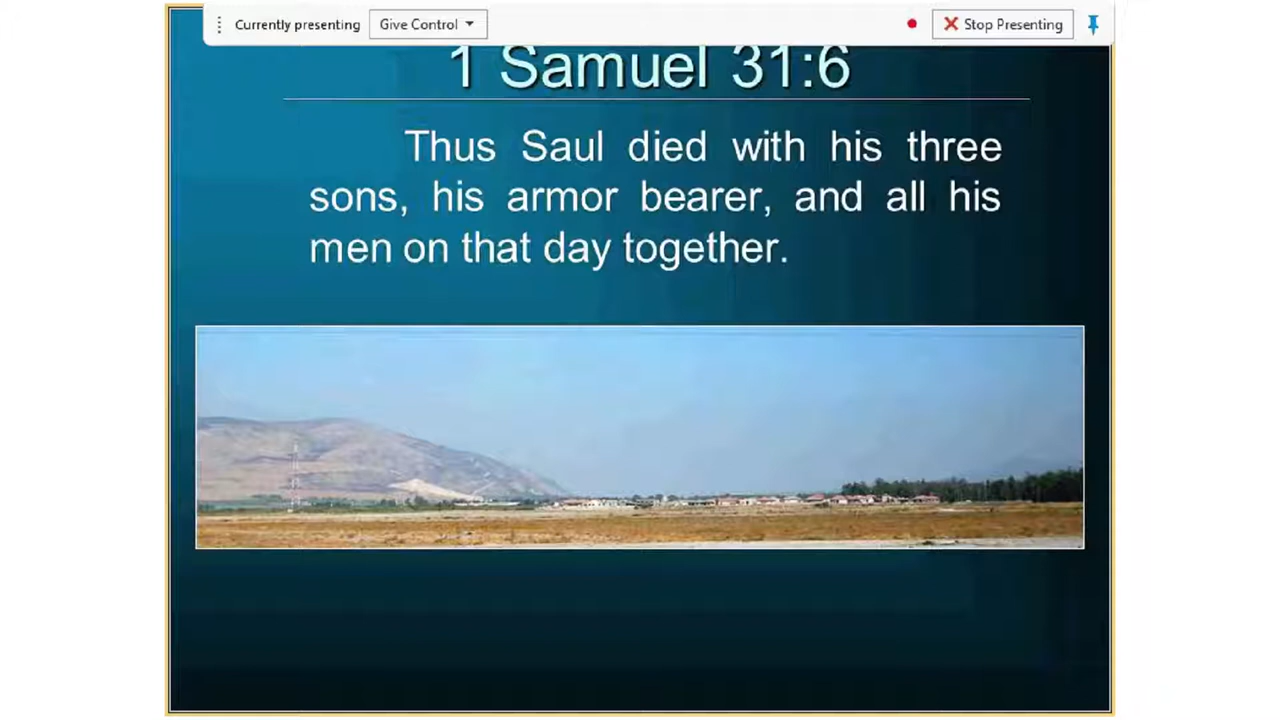 Currently presenting Give Control Stop Presenting
1 Samuel 31:6
Thus Saul died with his three
sons, his armor bearer, and all his
men on that day together.